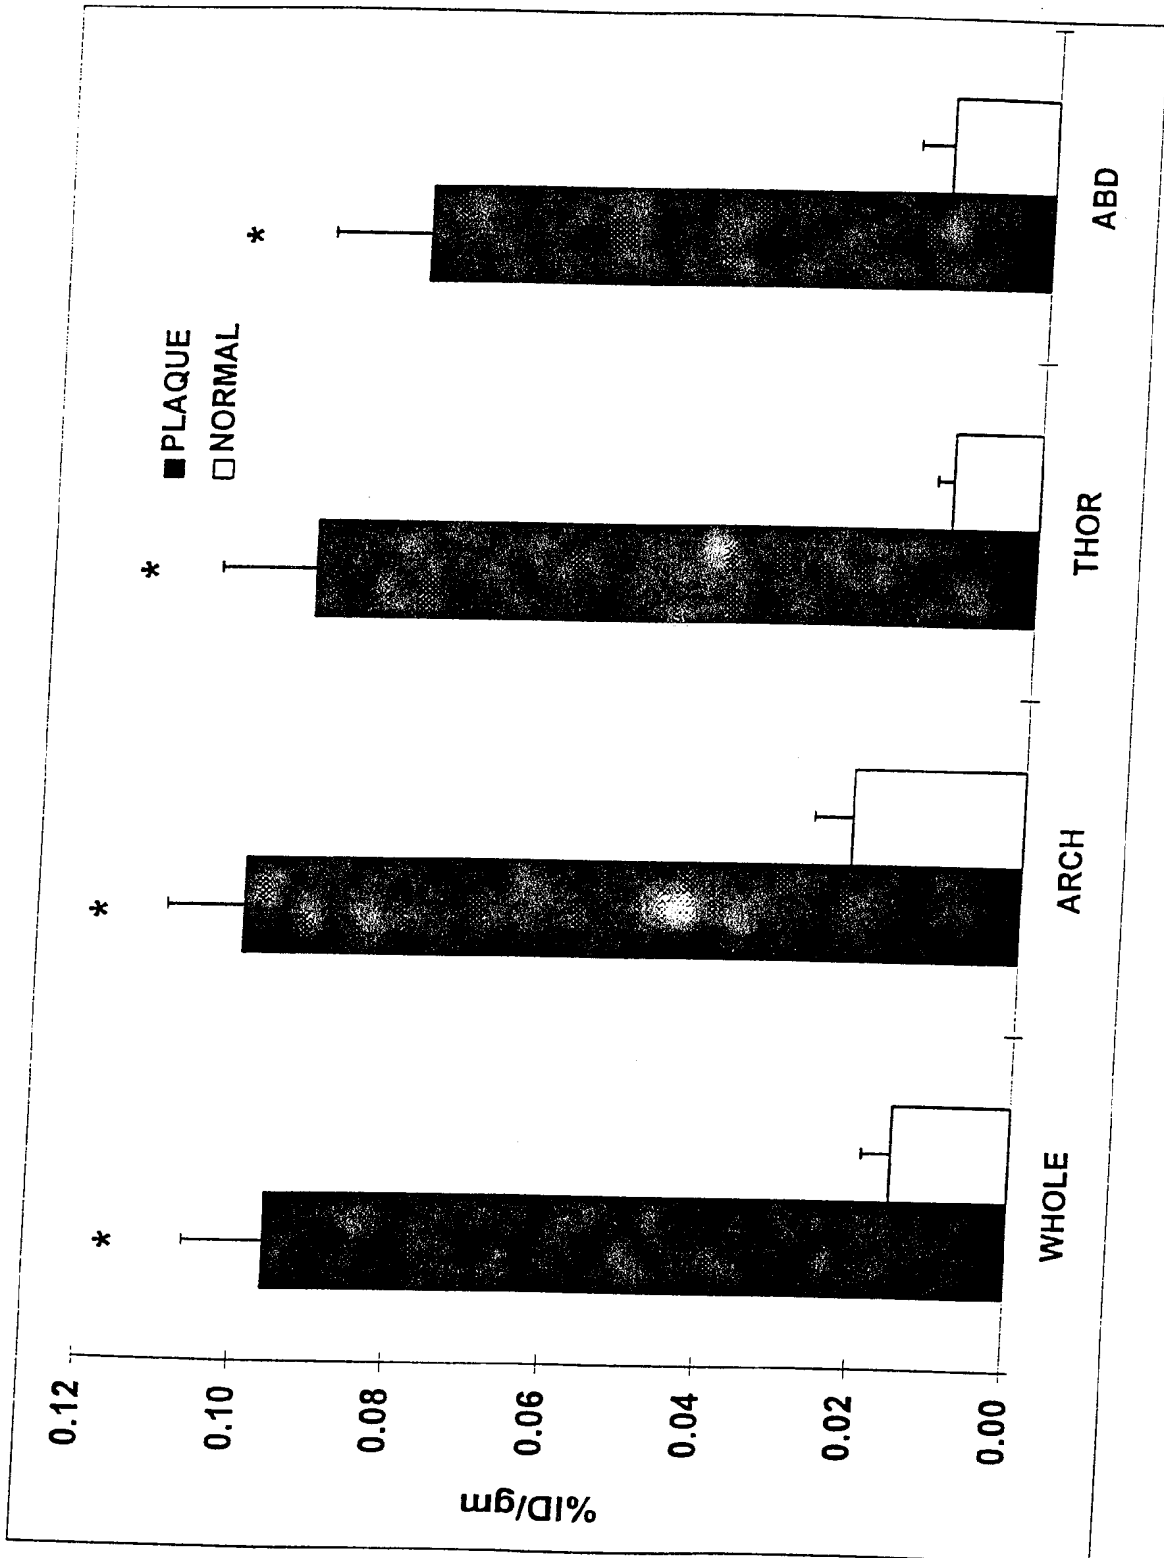 %ID/gm
0.12
0.10
0.08
0.06
0.04
0.02
0.00
*
*
*
*
■ PLAQUE
□ NORMAL
WHOLE
ARCH
THOR
ABD